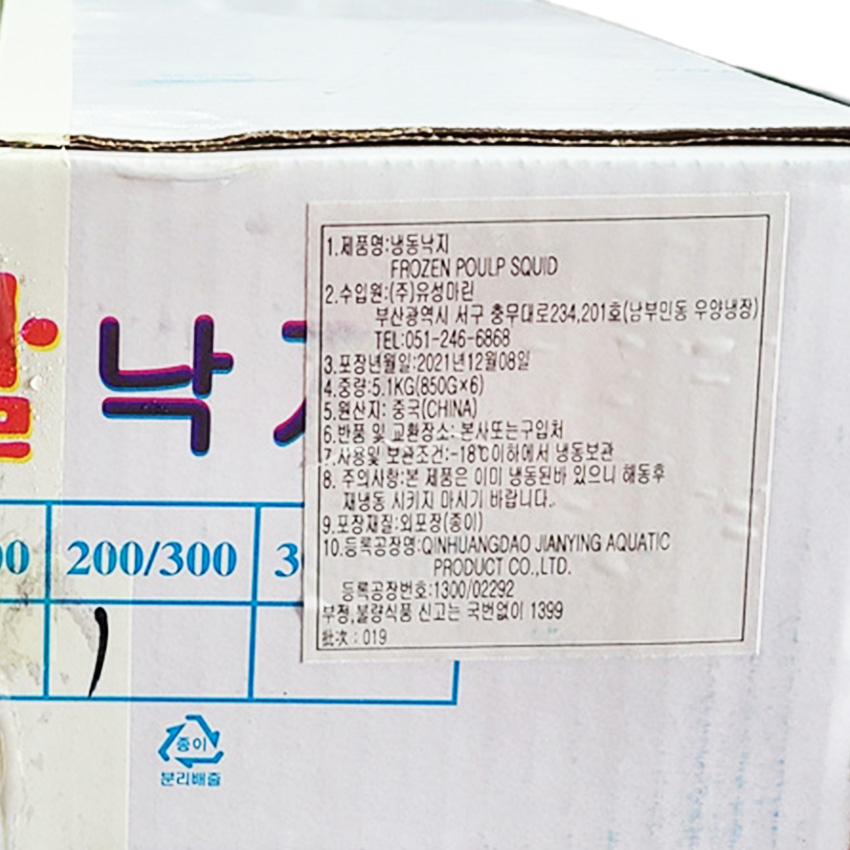 낙
200/300
1.제품명:냉동낙지
FROZEN POULP SQUID
2.수입원:(주)유성마린
부산광역시 서구 충무대로234,201호(남부민동 우양냉장)
TEL:051-246-6868
3.포장년월일:2021년12월08일
4.중량:5.1KG(850G×6)
5.원산지: 중국(CHINA)
6.반품 및 교환장소: 본사또는구입처
7.사용및 보관조건:-18℃이하에서 냉동보관
8. 주의사항:본 제품은 이미 냉동된바 있으니 해동후
재냉동 시키지 마시기 바랍니다.
9.포장재질:외포장(종이)
10.등록공장명:QINHUANGDAO JIANYING AQUATIC
PRODUCT CO.,LTD.
등록공장번호:1300/02292
부정,불량식품 신고는 국번없이 1399
批次：019
종이
분리배출